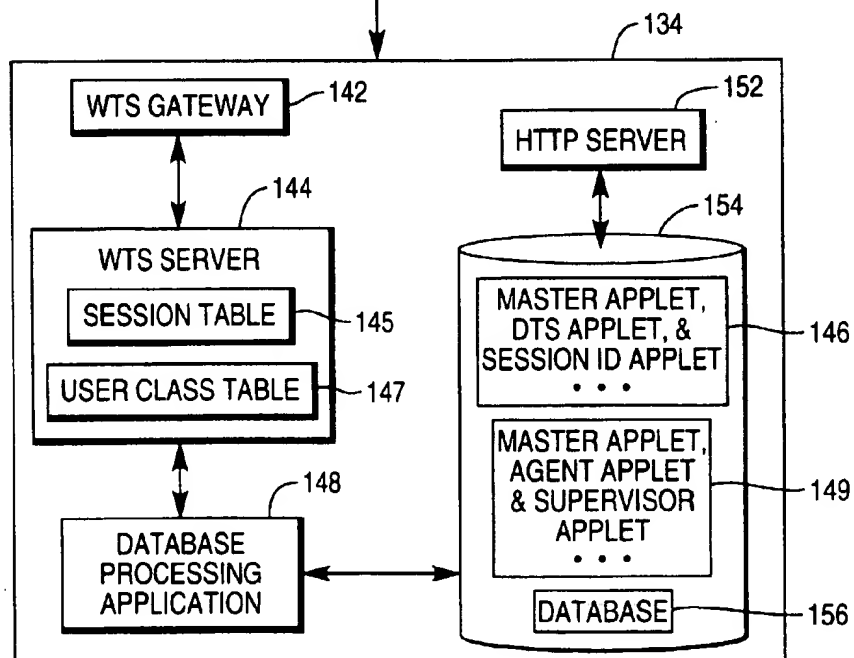 134
WTS GATEWAY
142
152
HTTP SERVER
144
154
WTS SERVER
SESSION TABLE
145
USER CLASS TABLE
147
MASTER APPLET,
DTS APPLET, &
SESSION ID APPLET
• • •
146
MASTER APPLET,
AGENT APPLET
& SUPERVISOR
APPLET
• • •
149
148
DATABASE
PROCESSING
APPLICATION
DATABASE
156